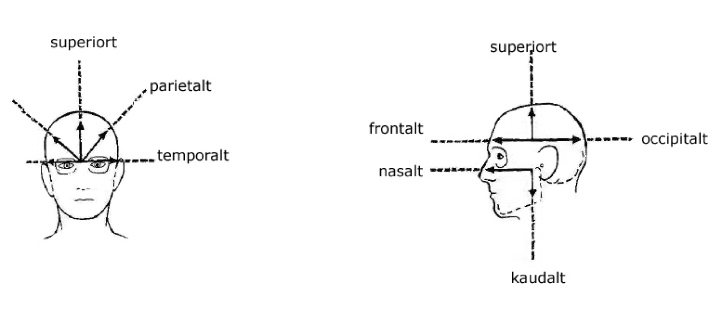 superiort
parietalt
temporalt
superiort
frontalt
occipitalt
nasalt
kaudalt